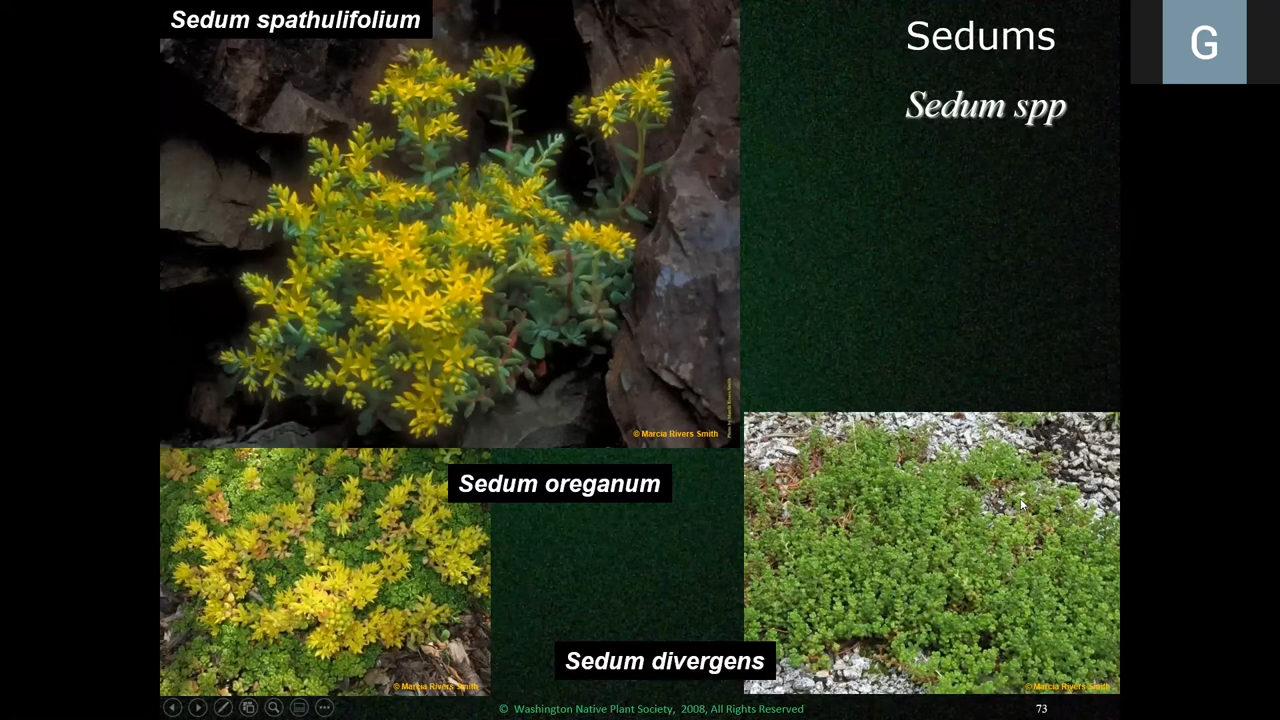 Sedum spathulifolium
Sedums
Sedum spp
G
© Marcia Rivers Smith
Sedum oreganum
Sedum divergens
© Marcia Rivers Smith
© Marcia Rivers Smith
© Washington Native Plant Society, 2008, All Rights Reserved
73